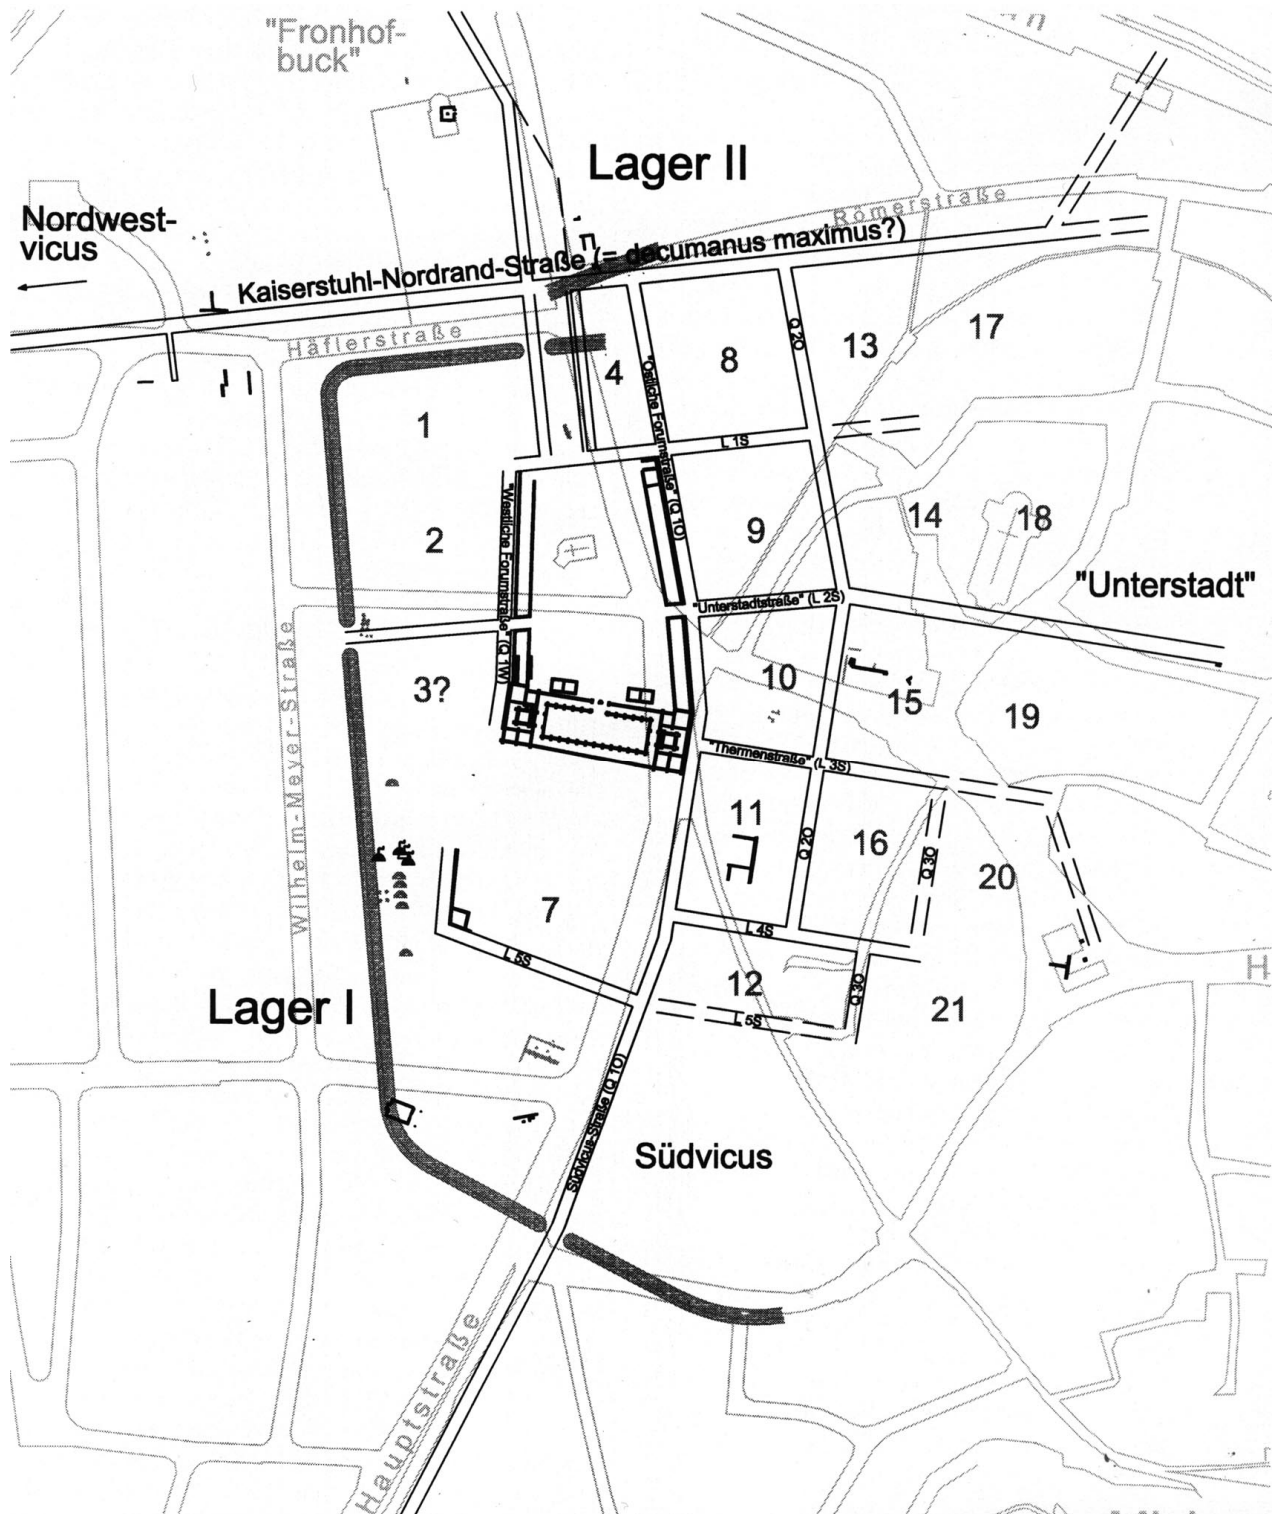 "Fronhof-
buck"
Lager II
Nordwest-
vicus
Römerstraße
Kaiserstuhl-Nordrand-Straße (= decumanus maximus?)
Häflerstraße
17
13
8
4
Q 2O
1
"Östliche Forumstraße" (Q 1O)
L 1S
14
18
9
2
"Westliche Forumstraße" (Q 1W)
"Unterstadt"
"Unterstadtstraße" (L 2S)
Wilhelm-Meyer-Straße
3?
10
15
19
"Thermenstraße" (L 3S)
11
16
Q 2O
Q 3O
20
7
L 4S
L 5S
12
Q 3O
H
Lager I
L 5S
21
Südvicus-Straße (Q 1O)
Südvicus
Hauptstraße